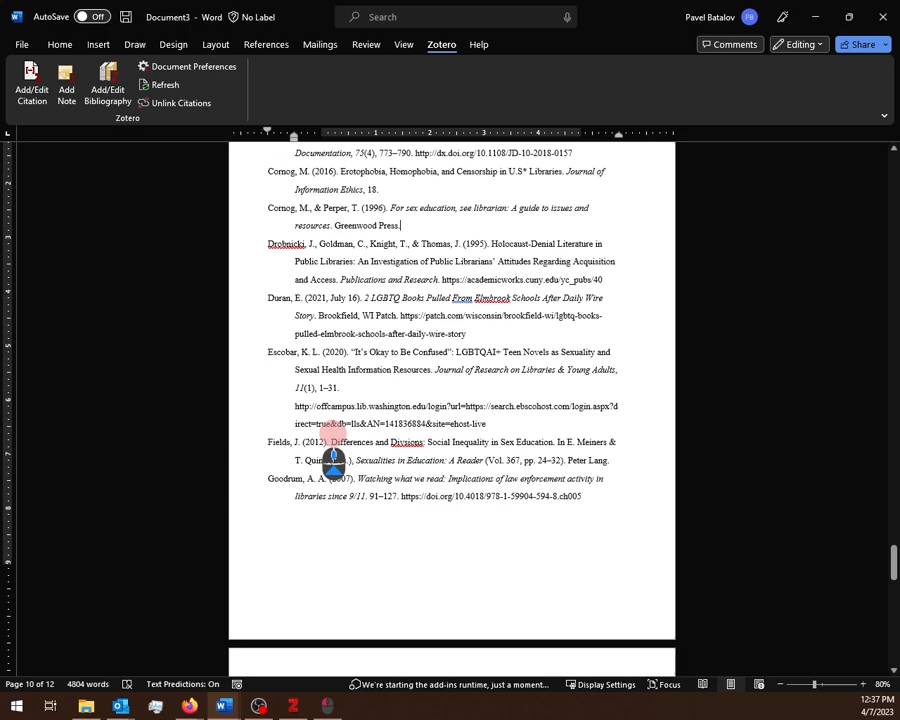 AutoSave Off Document3 - Word No Label Search Pavel Batalov PB
File Home Insert Draw Design Layout References Mailings Review View Zotero Help Comments Editing Share
Add/Edit Citation
Add Note
Add/Edit Bibliography
Document Preferences
Refresh
Unlink Citations
Zotero
1 2 3 4
Documentation, 75(4), 773–790. http://dx.doi.org/10.1108/JD-10-2018-0157
Cornog, M. (2016). Erotophobia, Homophobia, and Censorship in U.S* Libraries. Journal of
Information Ethics, 18.
Cornog, M., & Perper, T. (1996). For sex education, see librarian: A guide to issues and
resources. Greenwood Press.
Drobnicki, J., Goldman, C., Knight, T., & Thomas, J. (1995). Holocaust-Denial Literature in
Public Libraries: An Investigation of Public Librarians’ Attitudes Regarding Acquisition
and Access. Publications and Research. https://academicworks.cuny.edu/yc_pubs/40
Duran, E. (2021, July 16). 2 LGBTQ Books Pulled From Elmbrook Schools After Daily Wire
Story. Brookfield, WI Patch. https://patch.com/wisconsin/brookfield-wi/lgbtq-books-
pulled-elmbrook-schools-after-daily-wire-story
Escobar, K. L. (2020). “It’s Okay to Be Confused”: LGBTQAI+ Teen Novels as Sexuality and
Sexual Health Information Resources. Journal of Research on Libraries & Young Adults,
11(1), 1–31.
http://offcampus.lib.washington.edu/login?url=https://search.ebscohost.com/login.aspx?d
irect=true&db=lls&AN=141836884&site=ehost-live
Fields, J. (2012). Differences and Divisions: Social Inequality in Sex Education. In E. Meiners &
T. Quin ), Sexualities in Education: A Reader (Vol. 367, pp. 24–32). Peter Lang.
Goodrum, A. A. (2007). Watching what we read: Implications of law enforcement activity in
libraries since 9/11. 91–127. https://doi.org/10.4018/978-1-59904-594-8.ch005
Page 10 of 12 4804 words Text Predictions: On We're starting the add-ins runtime, just a moment... Display Settings Focus 80%
12:37 PM
4/7/2023